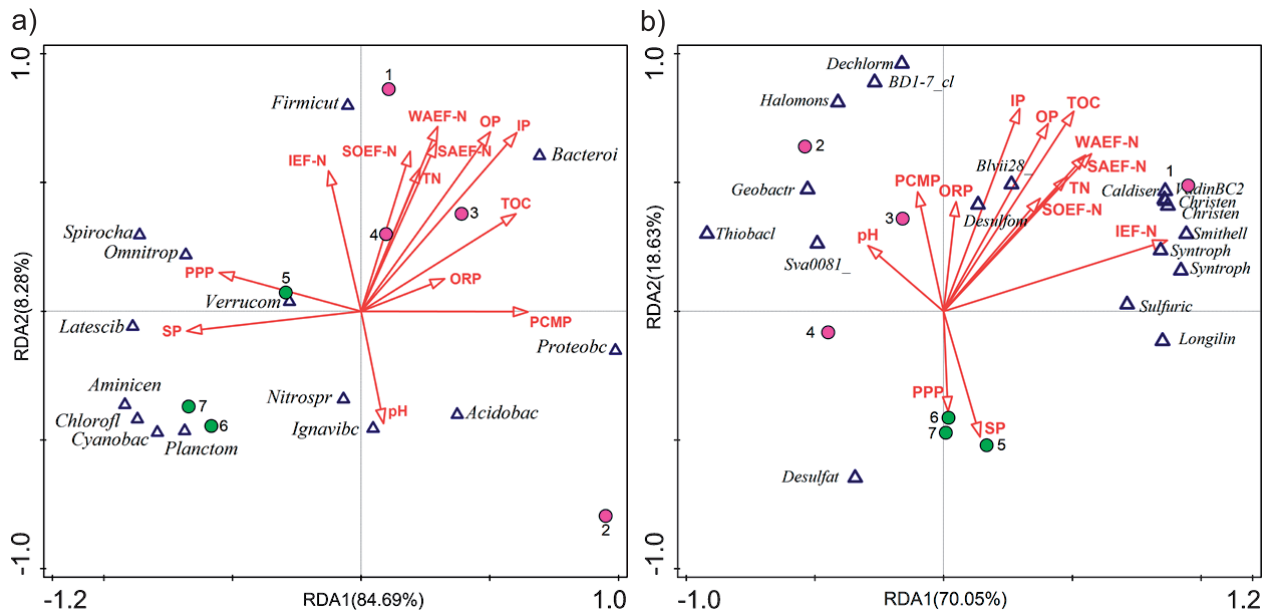 a)
1.0
RDA2(8.28%)
-1.0
-1.2
RDA1(84.69%)
1.0
1
Firmicut
WAEF-N
OP
IP
SOEF-N
SAEF-N
IEF-N
TN
Bacteroi
TOC
3
4
Spirocha
Omnitrop
PPP
5
ORP
Verrucom
Latescib
SP
PCMP
Proteobc
Aminicen
Nitrospr
pH
Acidobac
7
Chlorofl
6
Ignavibc
Cyanobac
Planctom
2
b)
1.0
RDA2(18.63%)
-1.0
-1.0
RDA1(70.05%)
1.2
Dechlorm
BD1-7_cl
Halomons
IP
TOC
OP
2
WAEF-N
Blvii28_
SAEF-N
1
PCMP
TN
Geobactr
ORP
Caldiser
VadinBC2
Christen
Desulfom
SOEF-N
Christen
3
Thiobacl
pH
IEF-N
Smithell
Sva0081_
Syntroph
Syntroph
Sulfuric
4
Longilin
PPP
6
SP
7
5
Desulfat